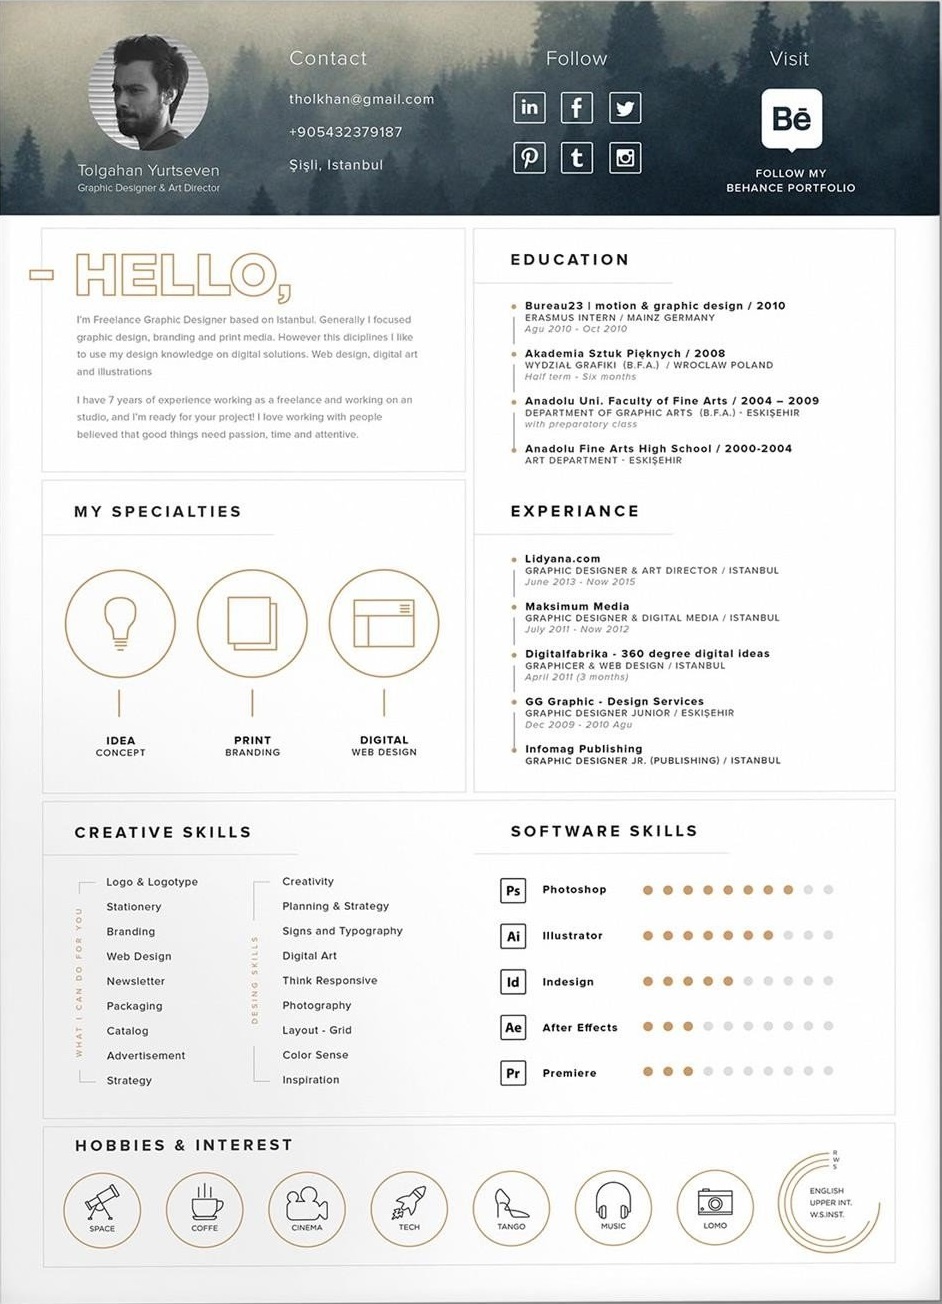 Contact
tholkhan@gmail.com
+905432379187
Şişli, Istanbul
Follow
in
f
t
Visit
Bē
FOLLOW MY
BEHANCE PORTFOLIO
Tolgahan Yurtseven
Graphic Designer & Art Director
- HELLO,
I'm Freelance Graphic Designer based on Istanbul. Generally I focused
graphic design, branding and print media. However this diciplines I like
to use my design knowledge on digital solutions. Web design, digital art
and illustrations
I have 7 years of experience working as a freelance and working on an
studio, and I'm ready for your project! I love working with people
believed that good things need passion, time and attentive.
EDUCATION
Bureau23 | motion & graphic design / 2010
ERASMUS INTERN / MAINZ GERMANY
Agu 2010 - Oct 2010
Akademia Sztuk Pięknych / 2008
WYDZIAŁ GRAFIKI (B.F.A.) / WROCLAW POLAND
Half term - Six months
Anadolu Uni. Faculty of Fine Arts / 2004 – 2009
DEPARTMENT OF GRAPHIC ARTS (B.F.A.) - ESKIŞEHIR
with preparatory class
Anadolu Fine Arts High School / 2000-2004
ART DEPARTMENT - ESKIŞEHIR
MY SPECIALTIES
IDEA
CONCEPT
PRINT
BRANDING
DIGITAL
WEB DESIGN
EXPERIANCE
Lidyana.com
GRAPHIC DESIGNER & ART DIRECTOR / ISTANBUL
June 2013 - Now 2015
Maksimum Media
GRAPHIC DESIGNER & DIGITAL MEDIA / ISTANBUL
July 2011 - Now 2012
Digitalfabrika - 360 degree digital ideas
GRAPHICER & WEB DESIGN / ISTANBUL
April 2011 (3 months)
GG Graphic - Design Services
GRAPHIC DESIGNER JUNIOR / ESKIŞEHIR
Dec 2009 - 2010 Agu
Infomag Publishing
GRAPHIC DESIGNER JR. (PUBLISHING) / ISTANBUL
CREATIVE SKILLS
WHAT I CAN DO FOR YOU
Logo & Logotype
Stationery
Branding
Web Design
Newsletter
Packaging
Catalog
Advertisement
Strategy
DESING SKILLS
Creativity
Planning & Strategy
Signs and Typography
Digital Art
Think Responsive
Photography
Layout - Grid
Color Sense
Inspiration
SOFTWARE SKILLS
Ps Photoshop
Ai Illustrator
Id Indesign
Ae After Effects
Pr Premiere
HOBBIES & INTEREST
SPACE
COFFE
CINEMA
TECH
TANGO
MUSIC
LOMO
R
W
S
ENGLISH
UPPER INT.
W.S.INST.